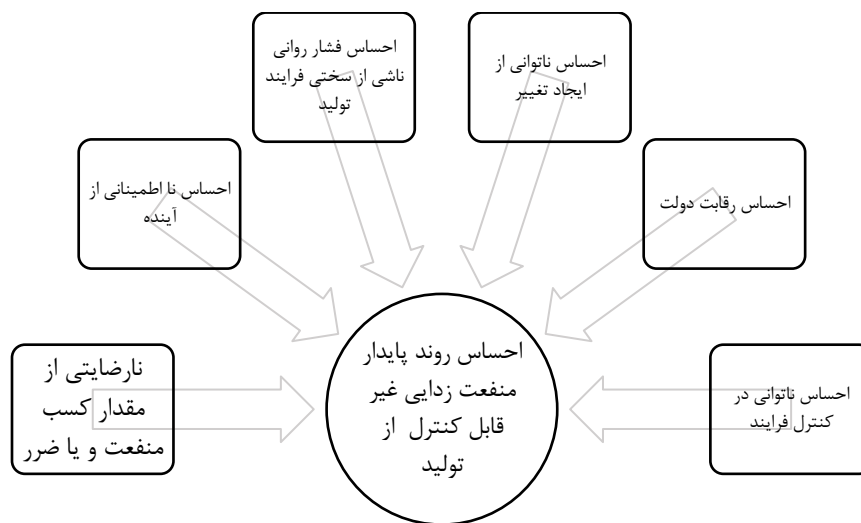 احساس فشار روانی
ناشی از سختی فرایند
تولید
احساس ناتوانی از
ایجاد تغییر
احساس نا اطمینانی از
آینده
احساس رقابت دولت
نارضایتی از
مقدار کسب
منفعت و یا ضرر
احساس روند پایدار
منفعت زدایی غیر
قابل کنترل از
تولید
احساس ناتوانی در
کنترل فرایند